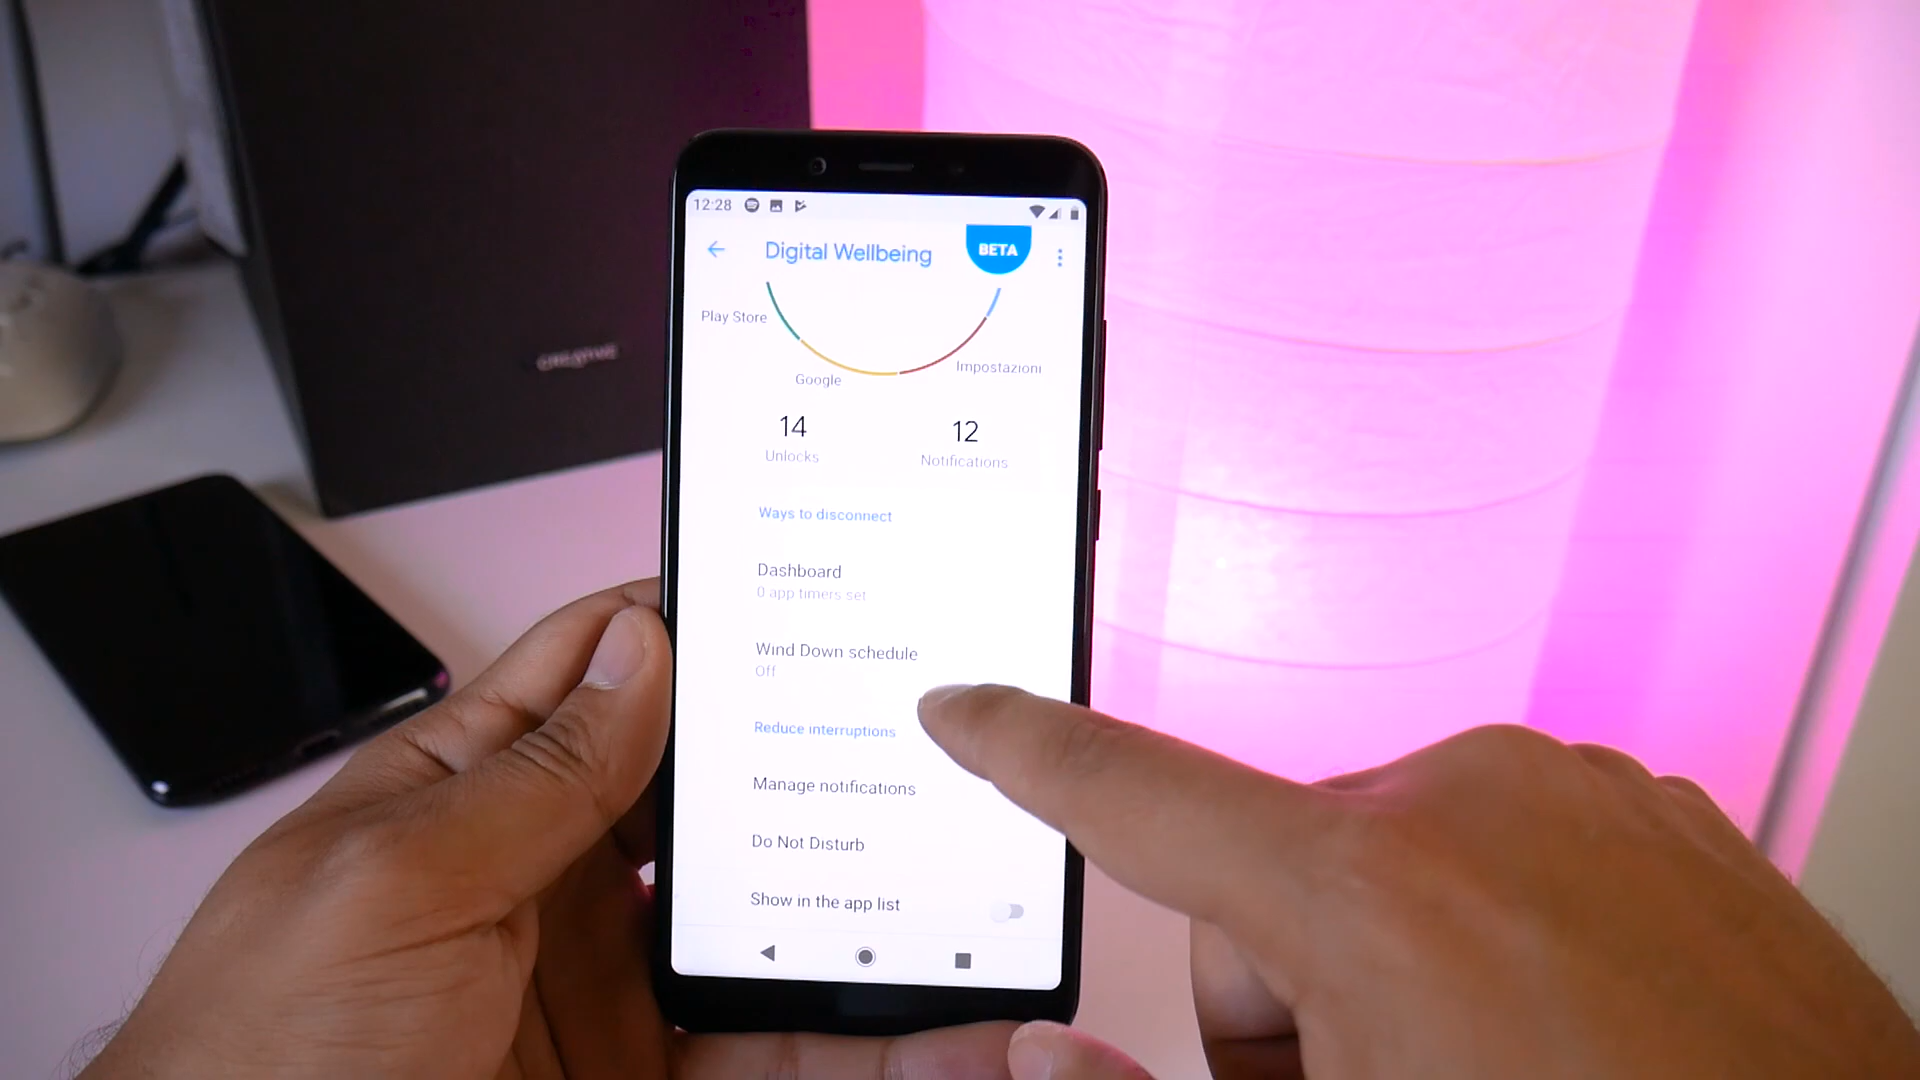 CREATIVE
12:28
Digital Wellbeing
BETA
Play Store
Impostazioni
Google
14
12
Unlocks
Notifications
Ways to disconnect
Dashboard
0 app timers set
Wind Down schedule
Off
Reduce interruptions
Manage notifications
Do Not Disturb
Show in the app list